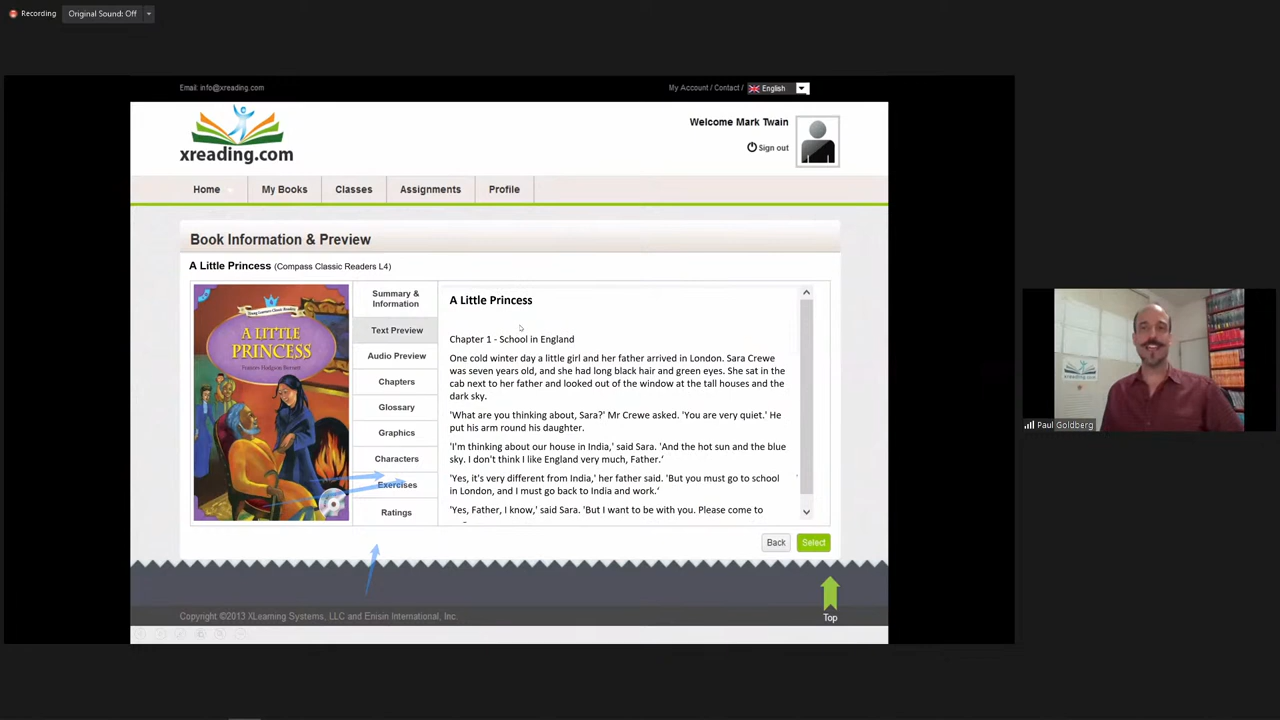 Recording
Original Sound: Off
Email: info@xreading.com
My Account / Contact /
English
xreading.com
Welcome Mark Twain
Sign out
Home
My Books
Classes
Assignments
Profile
Book Information & Preview
A Little Princess (Compass Classic Readers L4)
Young Learners Classic Readers
A LITTLE
PRINCESS
Frances Hodgson Burnett
Summary &
Information
Text Preview
Audio Preview
Chapters
Glossary
Graphics
Characters
Exercises
Ratings
A Little Princess
Chapter 1 - School in England
One cold winter day a little girl and her father arrived in London. Sara Crewe
was seven years old, and she had long black hair and green eyes. She sat in the
cab next to her father and looked out of the window at the tall houses and the
dark sky.
'What are you thinking about, Sara?' Mr Crewe asked. 'You are very quiet.' He
put his arm round his daughter.
'I'm thinking about our house in India,' said Sara. 'And the hot sun and the blue
sky. I don't think I like England very much, Father.'
'Yes, it's very different from India,' her father said. 'But you must go to school
in London, and I must go back to India and work.'
'Yes, Father, I know,' said Sara. 'But I want to be with you. Please come to
Back
Select
Top
Copyright ©2013 XLearning Systems, LLC and Enisin International, Inc.
Paul Goldberg